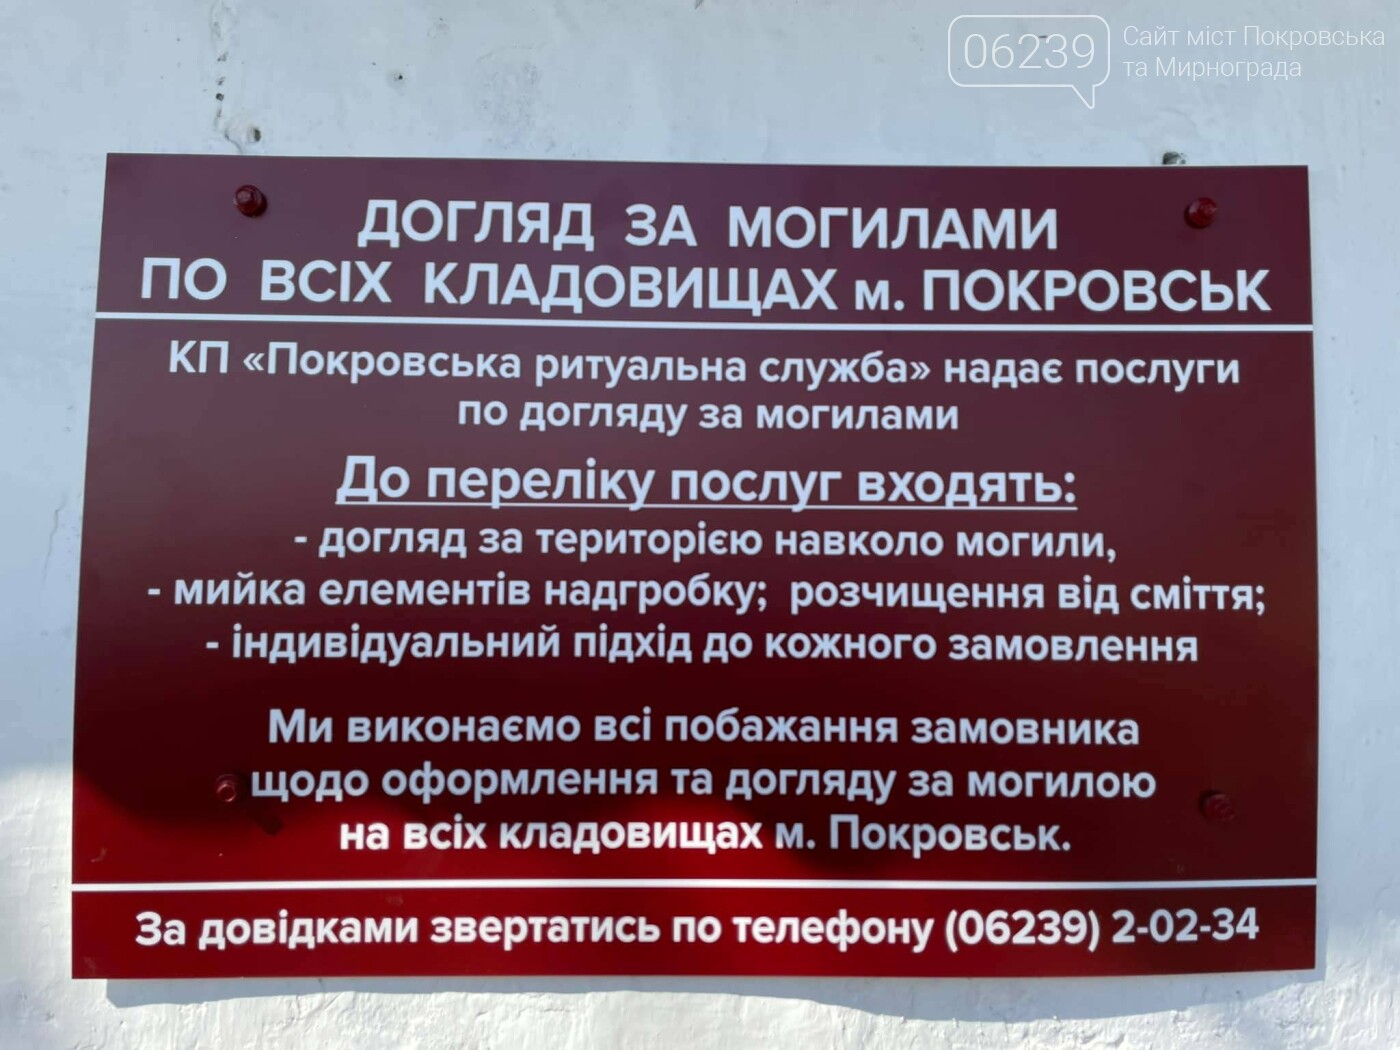 06239 Сайт міст Покровська
та Мирнограда
ДОГЛЯД ЗА МОГИЛАМИ
ПО ВСІХ КЛАДОВИЩАХ м. ПОКРОВСЬК
КП «Покровська ритуальна служба» надає послуги
по догляду за могилами
До переліку послуг входять:
- догляд за територією навколо могили,
- мийка елементів надгробку; розчищення від сміття;
- індивідуальний підхід до кожного замовлення
Ми виконаємо всі побажання замовника
щодо оформлення та догляду за могилою
на всіх кладовищах м. Покровськ.
За довідками звертатись по телефону (06239) 2-02-34